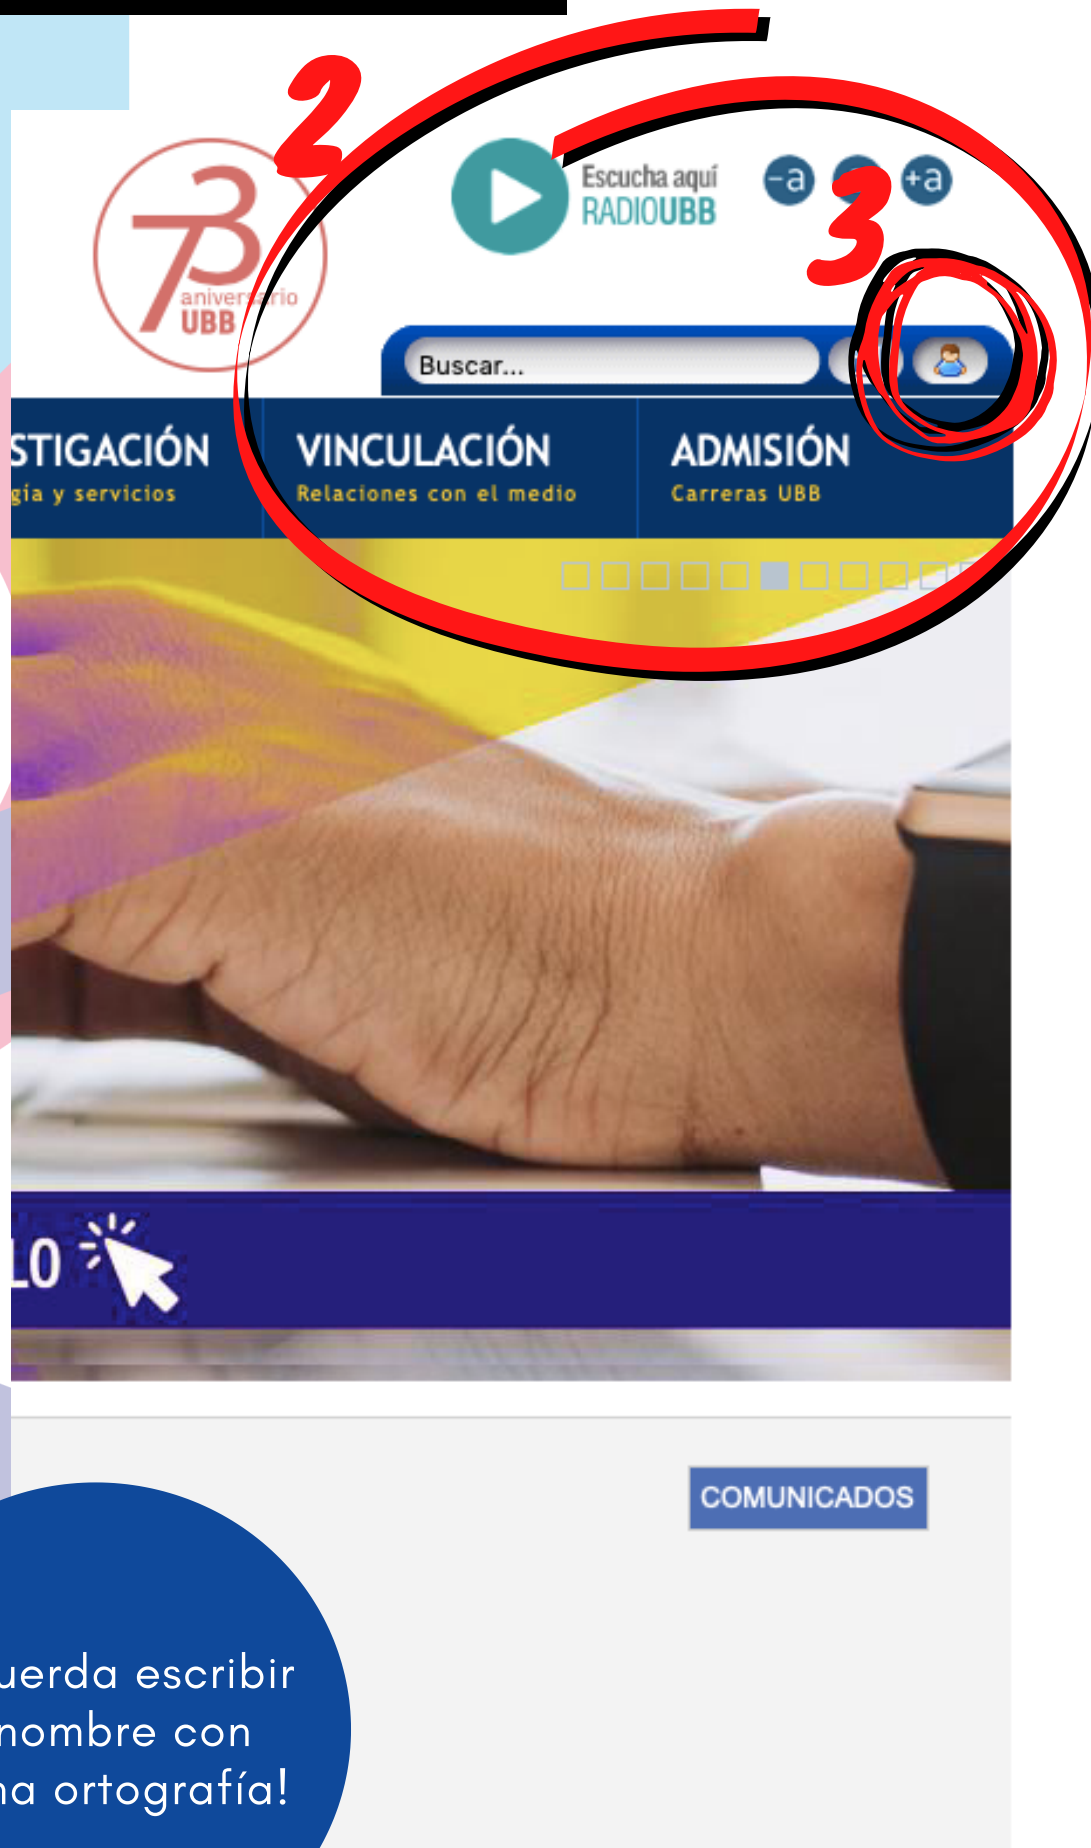 2
73
aniversario
UBB
Escucha aquí
RADIOUBB
-a
+a
3
Buscar...
STIGACIÓN
gía y servicios
VINCULACIÓN
Relaciones con el medio
ADMISIÓN
Carreras UBB
LO
COMUNICADOS
uerda escribir
nombre con
na ortografía!